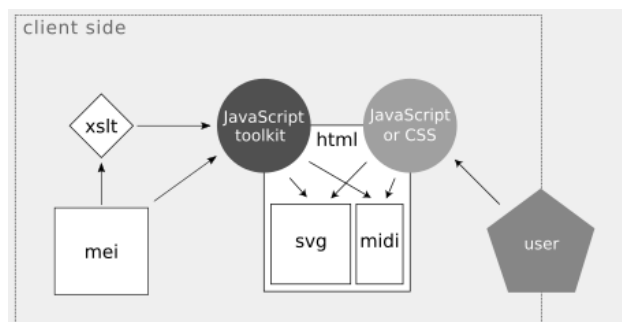 client side
xslt
JavaScript
toolkit
html
JavaScript
or CSS
mei
svg
midi
user